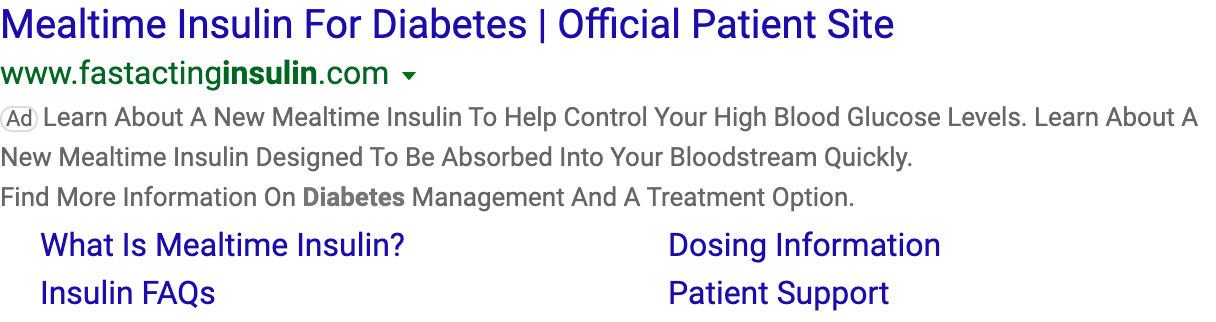 Mealtime Insulin For Diabetes | Official Patient Site
www.fastactinginsulin.com
Ad Learn About A New Mealtime Insulin To Help Control Your High Blood Glucose Levels. Learn About A
New Mealtime Insulin Designed To Be Absorbed Into Your Bloodstream Quickly.
Find More Information On Diabetes Management And A Treatment Option.
What Is Mealtime Insulin? Dosing Information
Insulin FAQs Patient Support